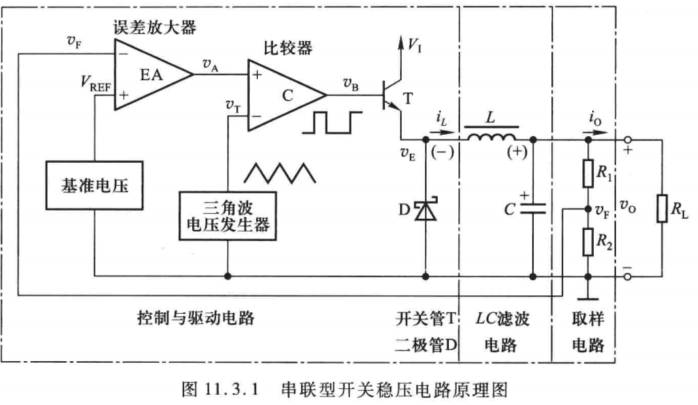 误差放大器
比较器
v_F
−
EA
V_REF
+
v_A
+
C
v_T
−
v_B
V_I
T
i_L
L
i_O
v_E
(−)
(+)
+
基准电压
三角波
电压发生器
D
+
C
R_1
v_F
v_O
R_L
R_2
−
控制与驱动电路
开关管T
二极管D
LC滤波
电路
取样
电路
图 11.3.1 串联型开关稳压电路原理图